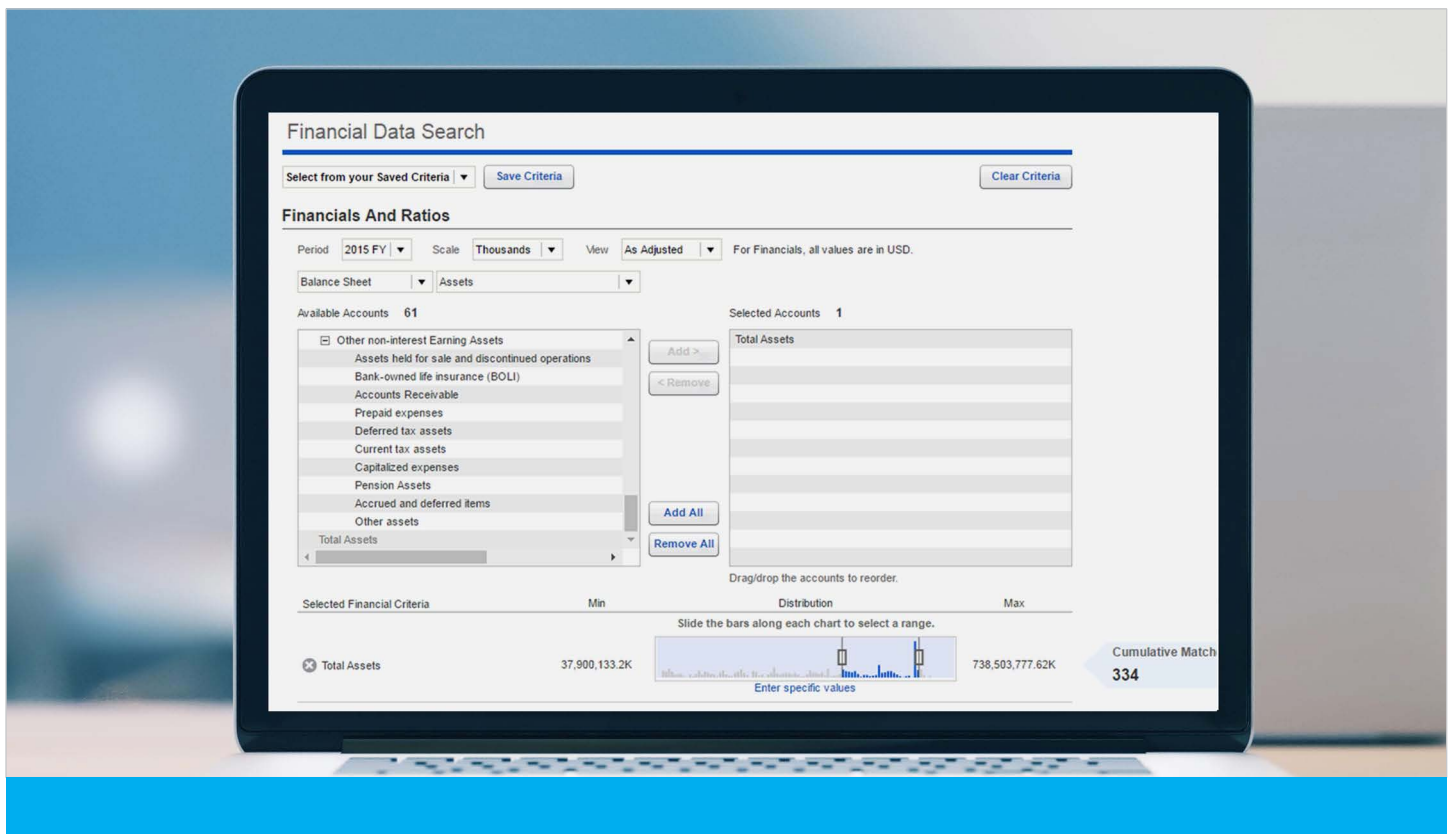 Financial Data Search
Select from your Saved Criteria Save Criteria Clear Criteria
Financials And Ratios
Period 2015 FY Scale Thousands View As Adjusted For Financials, all values are in USD.
Balance Sheet Assets
Available Accounts 61 Selected Accounts 1
Other non-interest Earning Assets
Assets held for sale and discontinued operations
Bank-owned life insurance (BOLI)
Accounts Receivable
Prepaid expenses
Deferred tax assets
Current tax assets
Capitalized expenses
Pension Assets
Accrued and deferred items
Other assets
Total Assets
Add >
< Remove
Add All
Remove All
Total Assets
Drag/drop the accounts to reorder.
Selected Financial Criteria Min Distribution Max
Slide the bars along each chart to select a range.
Total Assets 37,900,133.2K 738,503,777.62K
Enter specific values
Cumulative Match
334